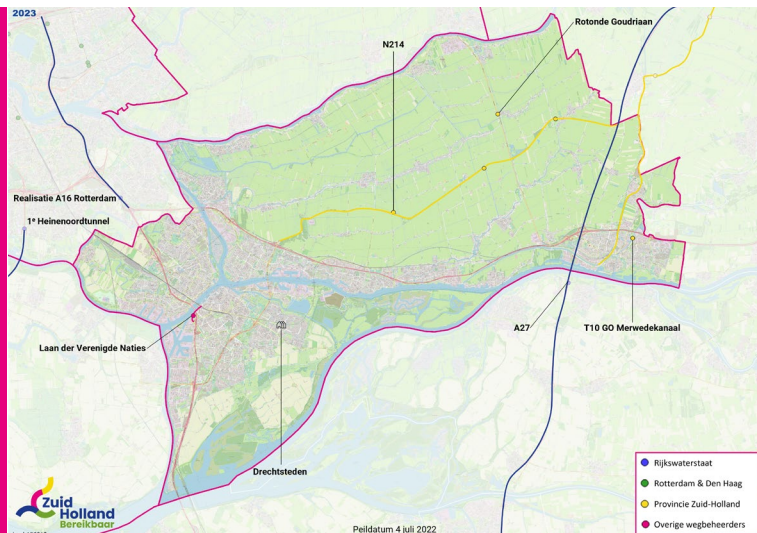 2023
Rotonde Goudriaan
N214
Realisatie A16 Rotterdam
1e Heinenoordtunnel
Laan der Verenigde Naties
A27
T10 GO Merwedekanaal
Drechtsteden
Rijkswaterstaat
Rotterdam & Den Haag
Provincie Zuid-Holland
Overige wegbeheerders
Zuid
Holland
Bereikbaar
Peildatum 4 juli 2022